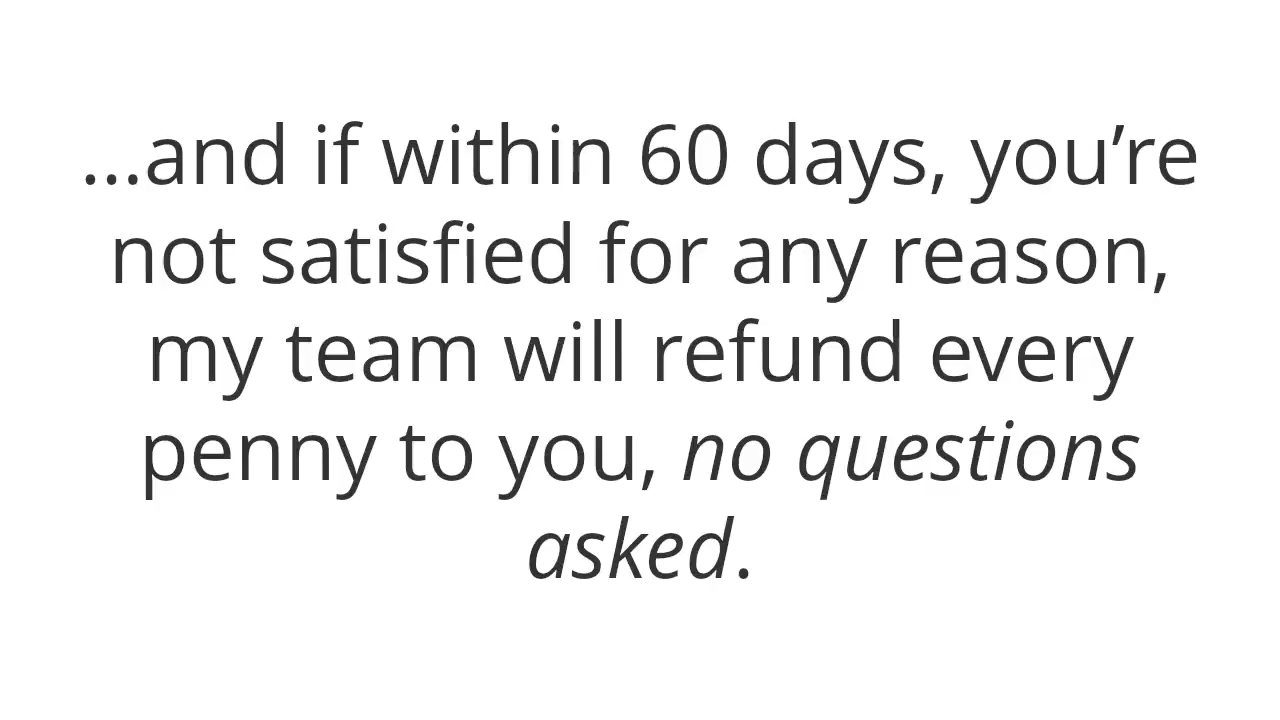 ...and if within 60 days, you’re
not satisfied for any reason,
my team will refund every
penny to you, no questions
asked.